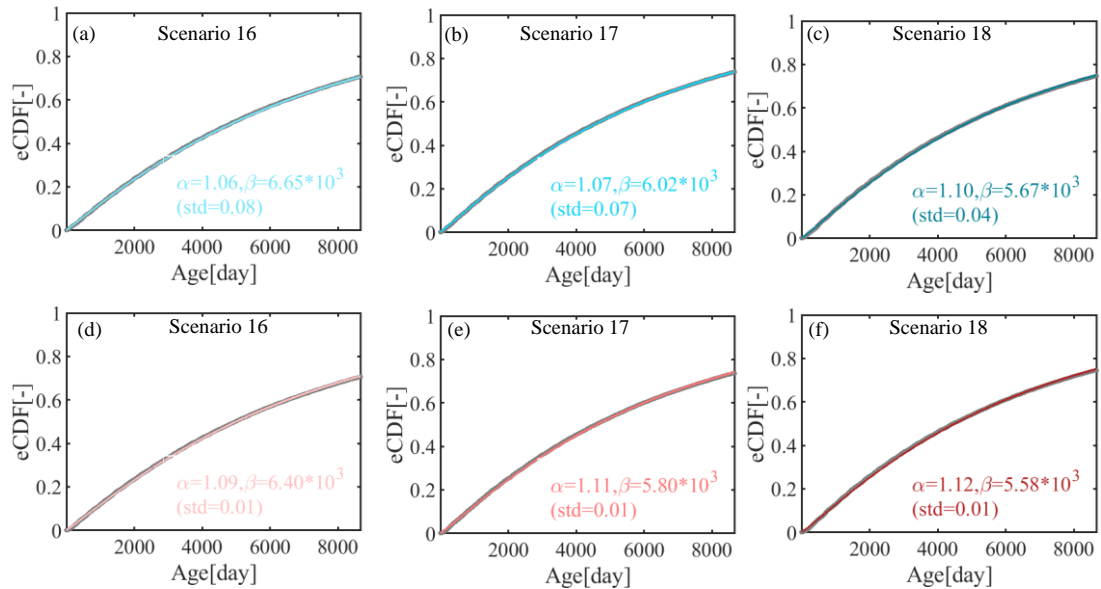 (a) Scenario 16
1
0.8
0.6
0.4
0.2
0
eCDF[-]
α=1.06,β=6.65*10³
(std=0.08)
2000 4000 6000 8000
Age[day]
(b) Scenario 17
1
0.8
0.6
0.4
0.2
0
eCDF[-]
α=1.07,β=6.02*10³
(std=0.07)
2000 4000 6000 8000
Age[day]
(c) Scenario 18
1
0.8
0.6
0.4
0.2
0
eCDF[-]
α=1.10,β=5.67*10³
(std=0.04)
2000 4000 6000 8000
Age[day]
(d) Scenario 16
1
0.8
0.6
0.4
0.2
0
eCDF[-]
α=1.09,β=6.40*10³
(std=0.01)
2000 4000 6000 8000
Age[day]
(e) Scenario 17
1
0.8
0.6
0.4
0.2
0
eCDF[-]
α=1.11,β=5.80*10³
(std=0.01)
2000 4000 6000 8000
Age[day]
(f) Scenario 18
1
0.8
0.6
0.4
0.2
0
eCDF[-]
α=1.12,β=5.58*10³
(std=0.01)
2000 4000 6000 8000
Age[day]